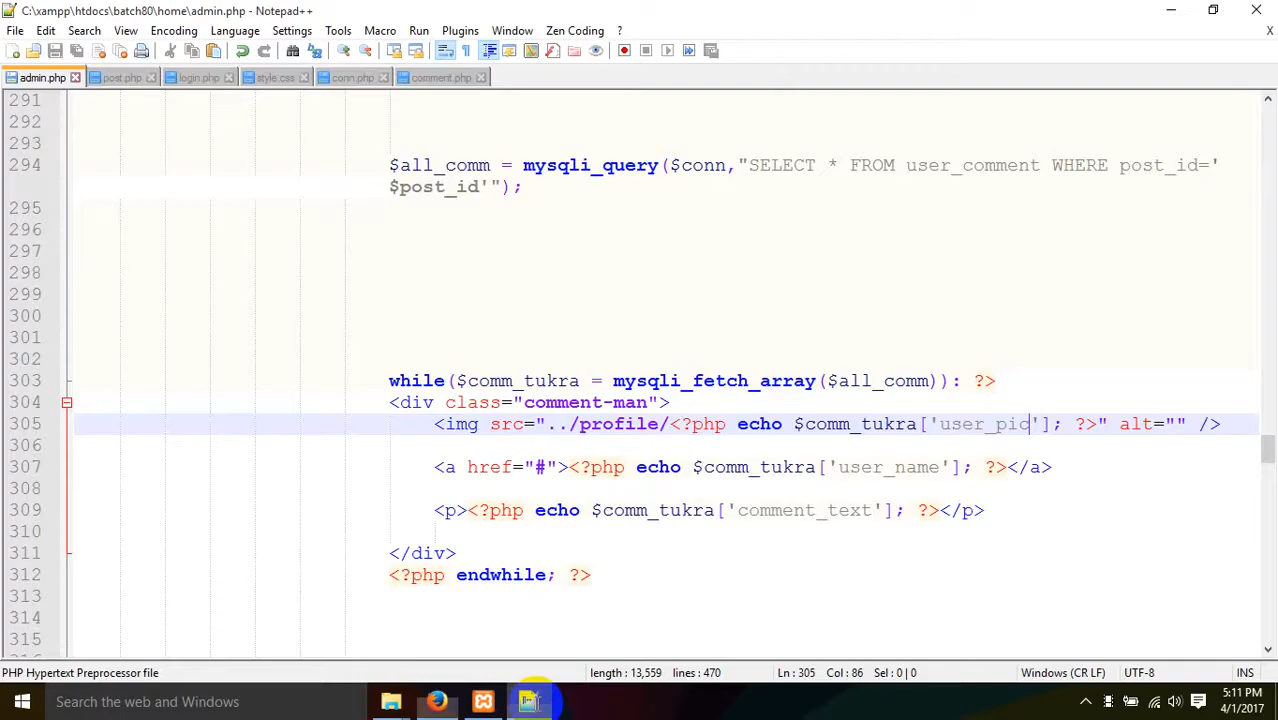 C:\xampp\htdocs\batch80\home\admin.php - Notepad++
File Edit Search View Encoding Language Settings Tools Macro Run Plugins Window Zen Coding ? X
admin.php post.php login.php style.css conn.php comment.php
291
292
293
294 $all_comm = mysqli_query($conn,"SELECT * FROM user_comment WHERE post_id='
$post_id'");
295
296
297
298
299
300
301
302
303 while($comm_tukra = mysqli_fetch_array($all_comm)): ?>
304 <div class="comment-man">
305 <img src="../profile/<?php echo $comm_tukra['user_pic']; ?>" alt="" />
306
307 <a href="#"><?php echo $comm_tukra['user_name']; ?></a>
308
309 <p><?php echo $comm_tukra['comment_text']; ?></p>
310
311 </div>
312 <?php endwhile; ?>
313
314
315
PHP Hypertext Preprocessor file length : 13,559 lines : 470 Ln : 305 Col : 86 Sel : 0 | 0 Windows (CR LF) UTF-8 INS
Search the web and Windows
5:11 PM
4/1/2017